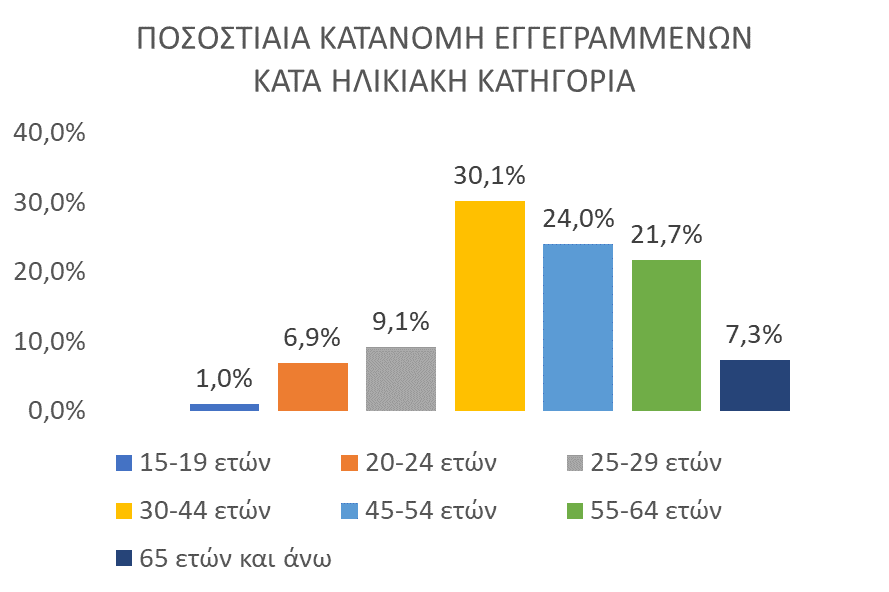 ΠΟΣΟΣΤΙΑΙΑ ΚΑΤΑΝΟΜΗ ΕΓΓΕΓΡΑΜΜΕΝΩΝ
ΚΑΤΑ ΗΛΙΚΙΑΚΗ ΚΑΤΗΓΟΡΙΑ
40,0%
30,0%
20,0%
10,0%
0,0%
1,0%
6,9%
9,1%
30,1%
24,0%
21,7%
7,3%
15-19 ετών
20-24 ετών
25-29 ετών
30-44 ετών
45-54 ετών
55-64 ετών
65 ετών και άνω